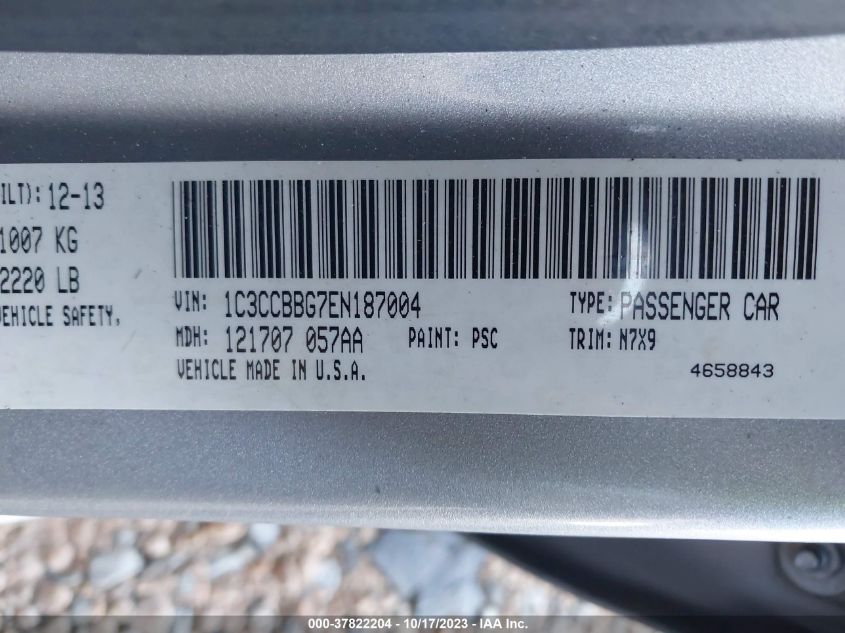 ILT): 12-13
1007 KG
2220 LB
VEHICLE SAFETY.
VIN: 1C3CCBBG7EN187004 TYPE: PASSENGER CAR
MDH: 121707 057AA PAINT: PSC TRIM: N7X9
VEHICLE MADE IN U.S.A. 4658843
000-37822204 - 10/17/2023 - IAA Inc.